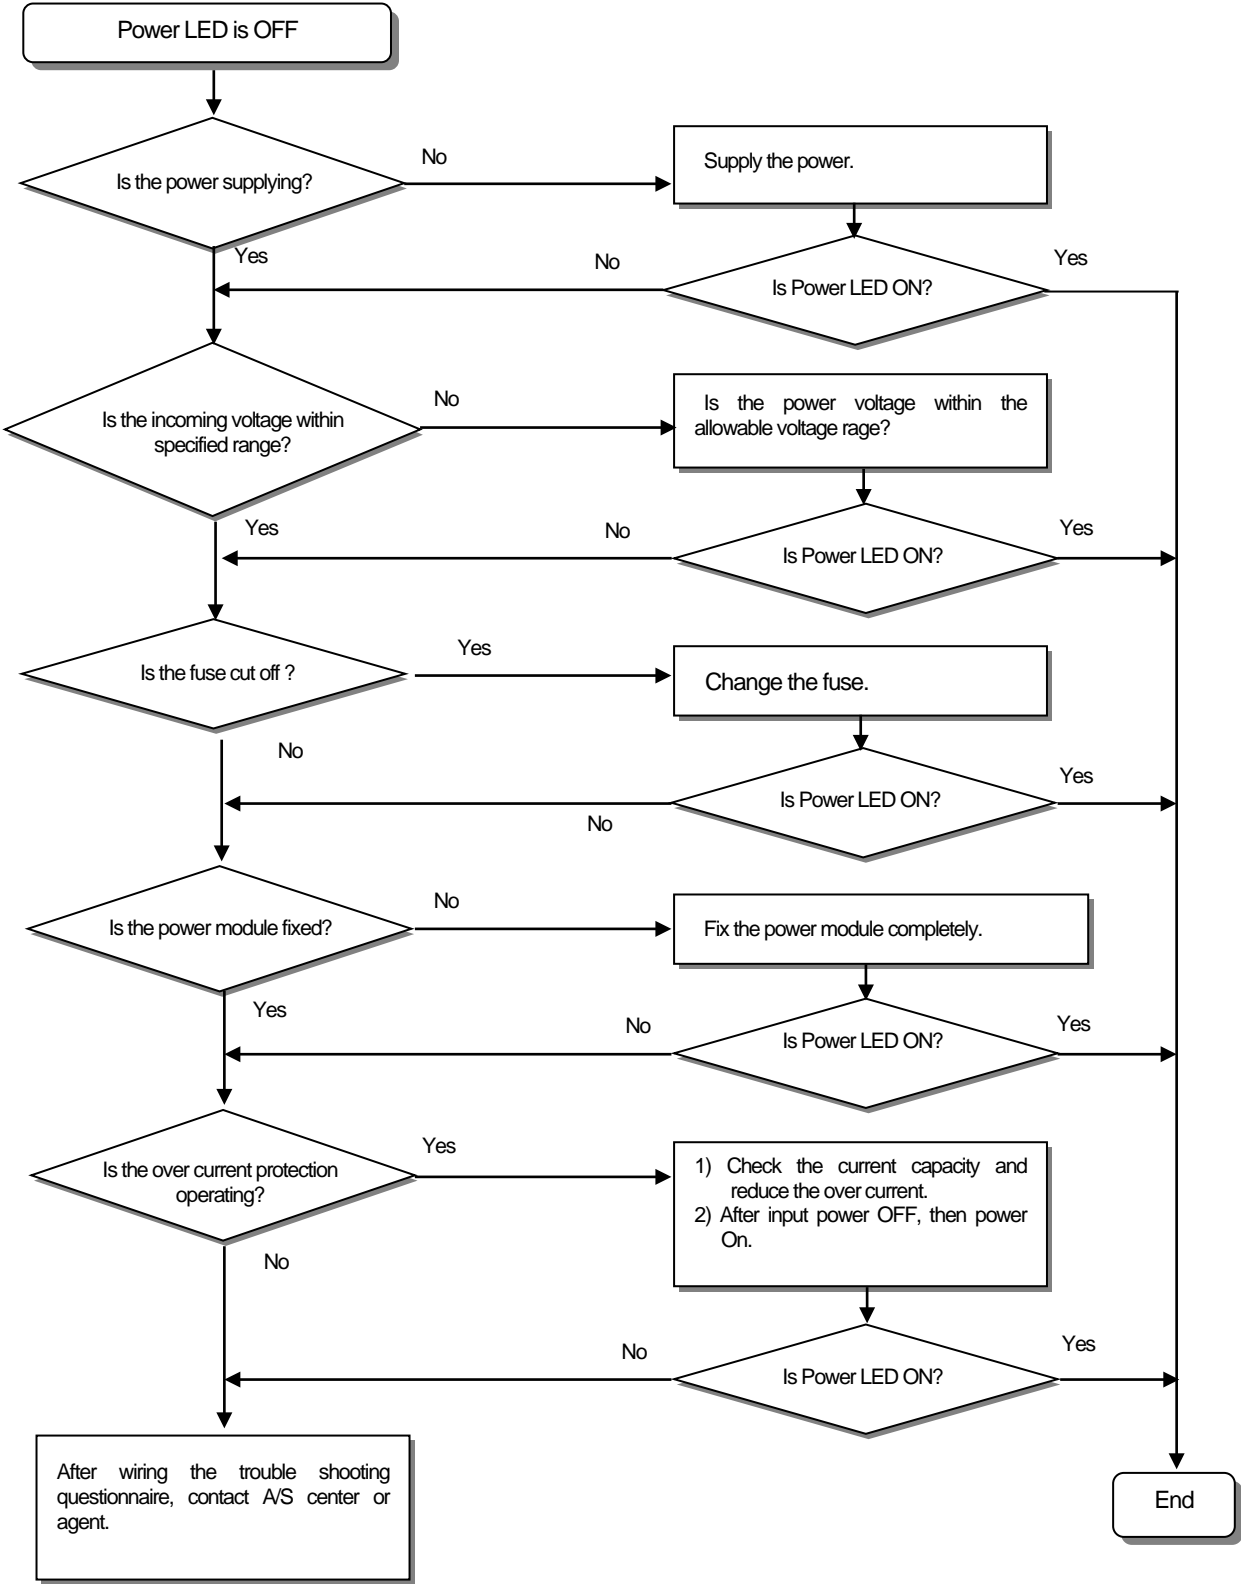 Power LED is OFF
Is the power supplying?
No
Supply the power.
Yes
No
Is Power LED ON?
Yes
Is the incoming voltage within
specified range?
No
Is the power voltage within the
allowable voltage rage?
Yes
No
Is Power LED ON?
Yes
Is the fuse cut off ?
Yes
Change the fuse.
No
No
Is Power LED ON?
Yes
Is the power module fixed?
No
Fix the power module completely.
Yes
No
Is Power LED ON?
Yes
Is the over current protection
operating?
Yes
1) Check the current capacity and
reduce the over current.
2) After input power OFF, then power
On.
No
No
Is Power LED ON?
Yes
After wiring the trouble shooting
questionnaire, contact A/S center or
agent.
End